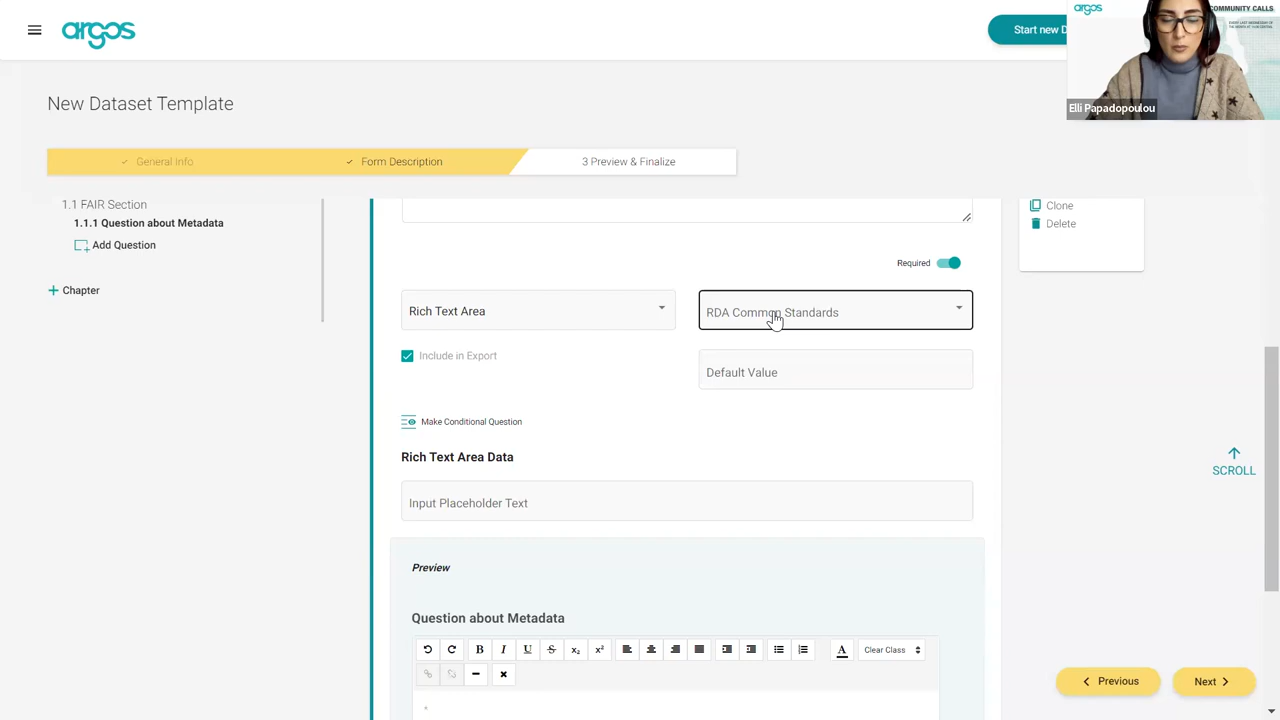 argos
Start new D
argos
COMMUNITY CALLS
Elli Papadopoulou
New Dataset Template
General Info
Form Description
3 Preview & Finalize
1.1 FAIR Section
1.1.1 Question about Metadata
Add Question
Chapter
Clone
Delete
Required
Rich Text Area
RDA Common Standards
Include in Export
Default Value
Make Conditional Question
Rich Text Area Data
Input Placeholder Text
SCROLL
Preview
Question about Metadata
B I U S x₂ x² A Clear Class
Previous
Next